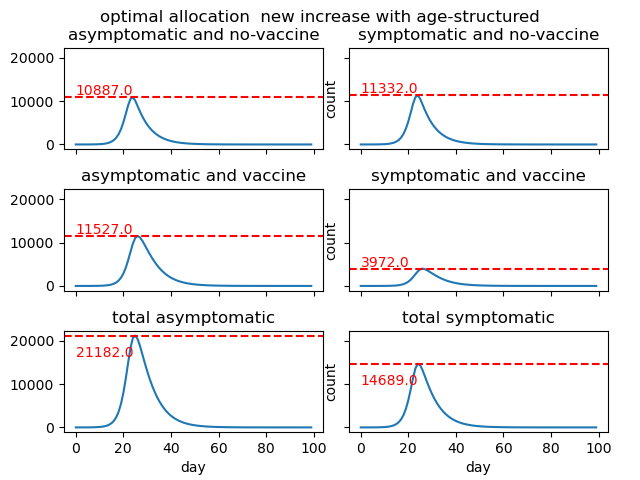 optimal allocation  new increase with age-structured
asymptomatic and no-vaccine
symptomatic and no-vaccine
20000
10000
0
10887.0
count
11332.0
asymptomatic and vaccine
symptomatic and vaccine
20000
10000
0
11527.0
count
3972.0
total asymptomatic
total symptomatic
20000
10000
0
21182.0
count
14689.0
0 20 40 60 80 100
0 20 40 60 80 100
day
day